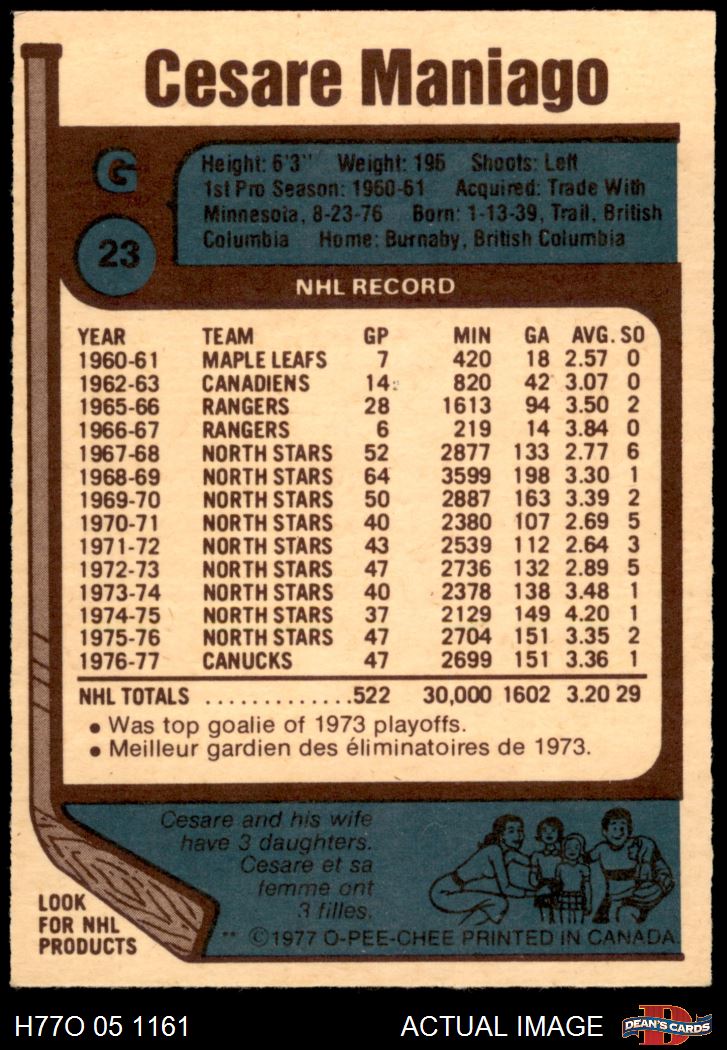 Cesare Maniago
G
Height: 6'3" Weight: 195 Shoots: Left
1st Pro Season: 1960-61 Acquired: Trade With
Minnesota, 8-23-76 Born: 1-13-39, Trail, British
Columbia Home: Burnaby, British Columbia
23
NHL RECORD
YEAR TEAM GP MIN GA AVG. SO
1960-61 MAPLE LEAFS 7 420 18 2.57 0
1962-63 CANADIENS 14 820 42 3.07 0
1965-66 RANGERS 28 1613 94 3.50 2
1966-67 RANGERS 6 219 14 3.84 0
1967-68 NORTH STARS 52 2877 133 2.77 6
1968-69 NORTH STARS 64 3599 198 3.30 1
1969-70 NORTH STARS 50 2887 163 3.39 2
1970-71 NORTH STARS 40 2380 107 2.69 5
1971-72 NORTH STARS 43 2539 112 2.64 3
1972-73 NORTH STARS 47 2736 132 2.89 5
1973-74 NORTH STARS 40 2378 138 3.48 1
1974-75 NORTH STARS 37 2129 149 4.20 1
1975-76 NORTH STARS 47 2704 151 3.35 2
1976-77 CANUCKS 47 2699 151 3.36 1
NHL TOTALS .............522 30,000 1602 3.20 29
• Was top goalie of 1973 playoffs.
• Meilleur gardien des éliminatoires de 1973.
Cesare and his wife
have 3 daughters.
Cesare et sa
femme ont
3 filles.
LOOK
FOR NHL
PRODUCTS
** ©1977 O-PEE-CHEE PRINTED IN CANADA
H77O 05 1161 ACTUAL IMAGE
D
DEAN'S CARDS